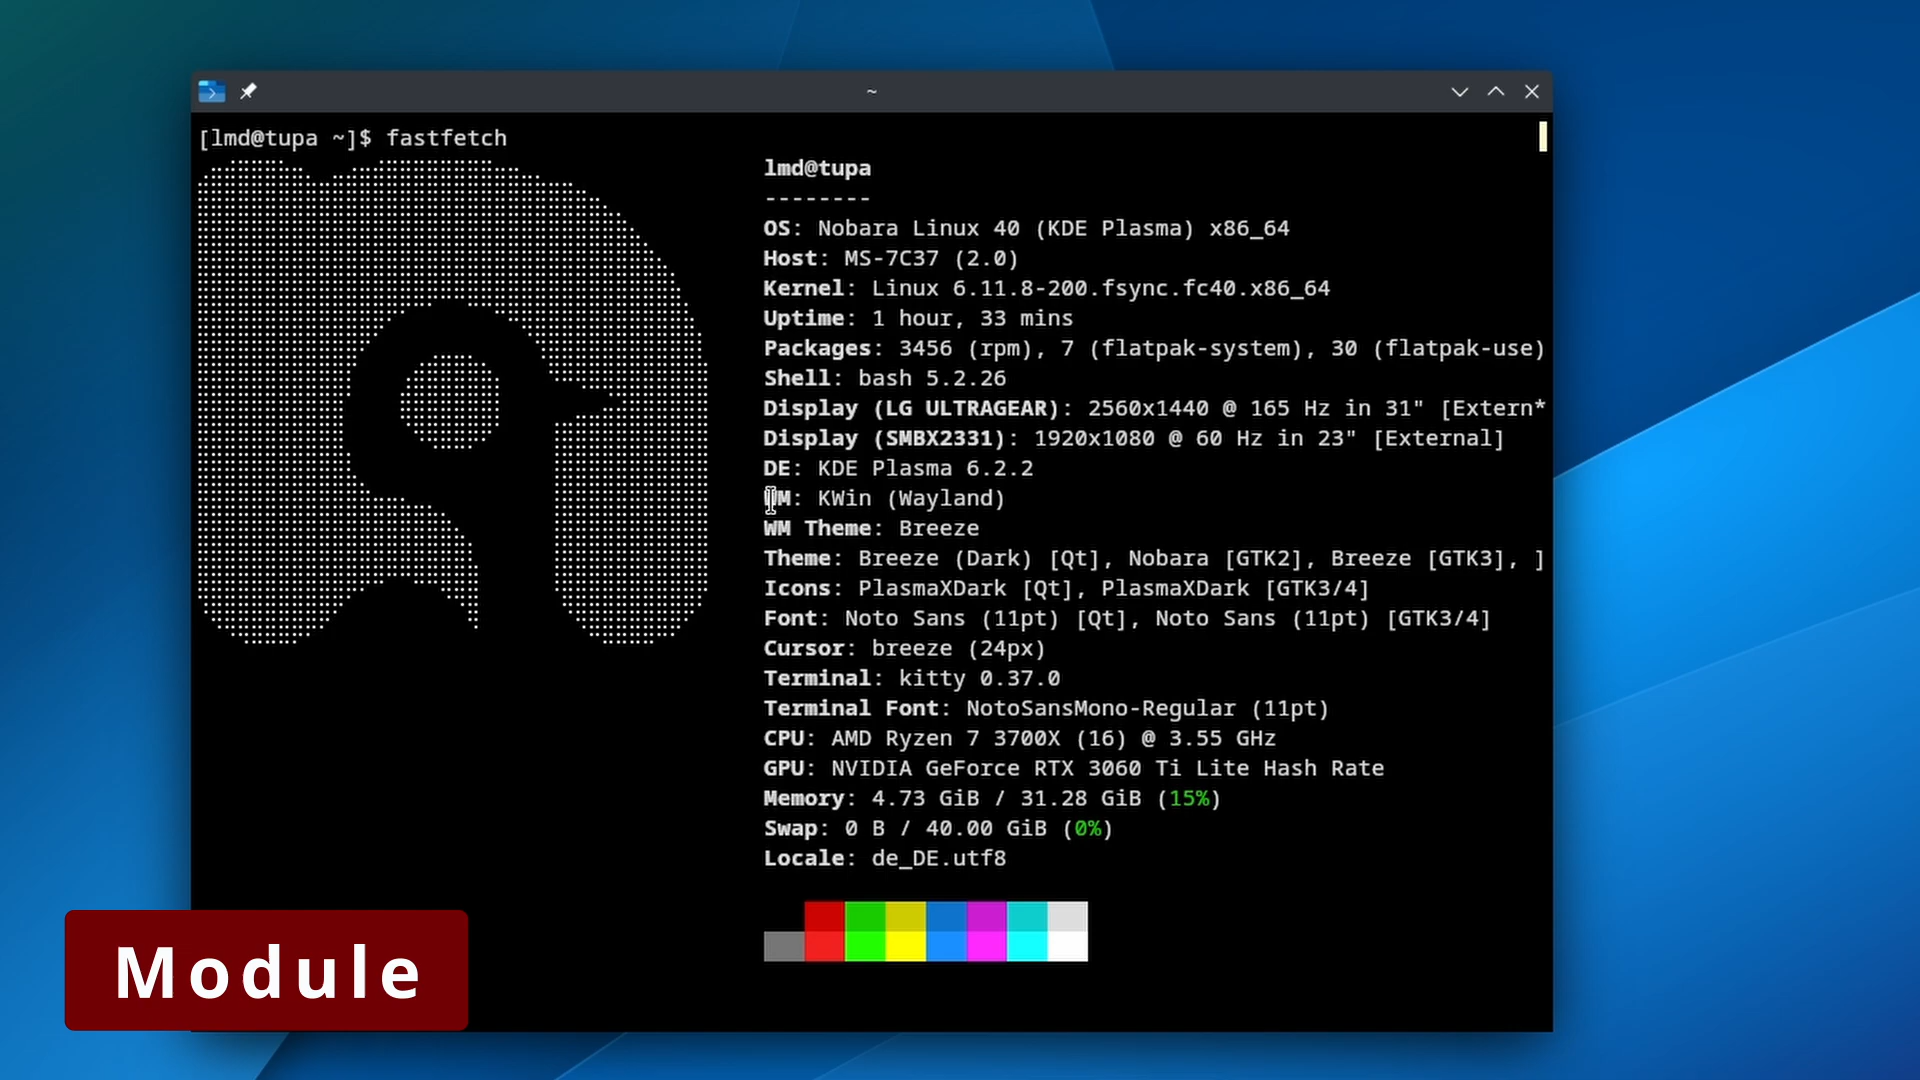 ~
[lmd@tupa ~]$ fastfetch
lmd@tupa
--------
OS: Nobara Linux 40 (KDE Plasma) x86_64
Host: MS-7C37 (2.0)
Kernel: Linux 6.11.8-200.fsync.fc40.x86_64
Uptime: 1 hour, 33 mins
Packages: 3456 (rpm), 7 (flatpak-system), 30 (flatpak-use)
Shell: bash 5.2.26
Display (LG ULTRAGEAR): 2560x1440 @ 165 Hz in 31" [Extern*
Display (SMBX2331): 1920x1080 @ 60 Hz in 23" [External]
DE: KDE Plasma 6.2.2
WM: KWin (Wayland)
WM Theme: Breeze
Theme: Breeze (Dark) [Qt], Nobara [GTK2], Breeze [GTK3], ]
Icons: PlasmaXDark [Qt], PlasmaXDark [GTK3/4]
Font: Noto Sans (11pt) [Qt], Noto Sans (11pt) [GTK3/4]
Cursor: breeze (24px)
Terminal: kitty 0.37.0
Terminal Font: NotoSansMono-Regular (11pt)
CPU: AMD Ryzen 7 3700X (16) @ 3.55 GHz
GPU: NVIDIA GeForce RTX 3060 Ti Lite Hash Rate
Memory: 4.73 GiB / 31.28 GiB (15%)
Swap: 0 B / 40.00 GiB (0%)
Locale: de_DE.utf8
Module